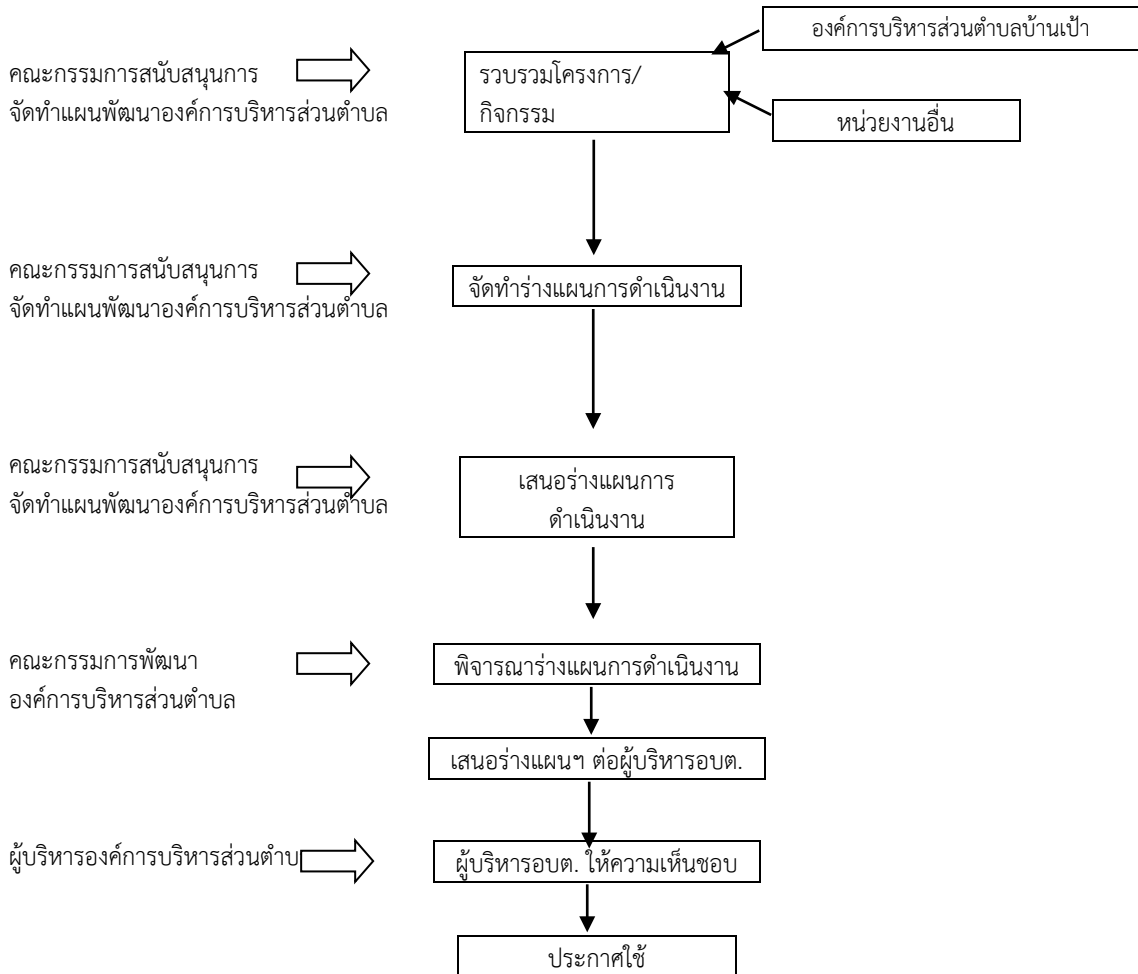 องค์การบริหารส่วนตำบลบ้านเป้า
คณะกรรมการสนับสนุนการ
จัดทำแผนพัฒนาองค์การบริหารส่วนตำบล
รวบรวมโครงการ/
กิจกรรม
หน่วยงานอื่น
คณะกรรมการสนับสนุนการ
จัดทำแผนพัฒนาองค์การบริหารส่วนตำบล
จัดทำร่างแผนการดำเนินงาน
คณะกรรมการสนับสนุนการ
จัดทำแผนพัฒนาองค์การบริหารส่วนตำบล
เสนอร่างแผนการ
ดำเนินงาน
คณะกรรมการพัฒนา
องค์การบริหารส่วนตำบล
พิจารณาร่างแผนการดำเนินงาน
เสนอร่างแผนฯ ต่อผู้บริหารอบต.
ผู้บริหารองค์การบริหารส่วนตำบ
ผู้บริหารอบต. ให้ความเห็นชอบ
ประกาศใช้